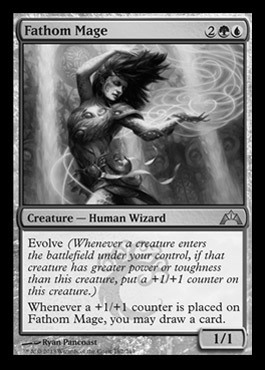 Fathom Mage 2
Creature — Human Wizard
Evolve (Whenever a creature enters
the battlefield under your control, if that
creature has greater power or toughness
than this creature, put a +1/+1 counter on
this creature.)
Whenever a +1/+1 counter is placed on
Fathom Mage, you may draw a card.
Ryan Pancoast
1/1